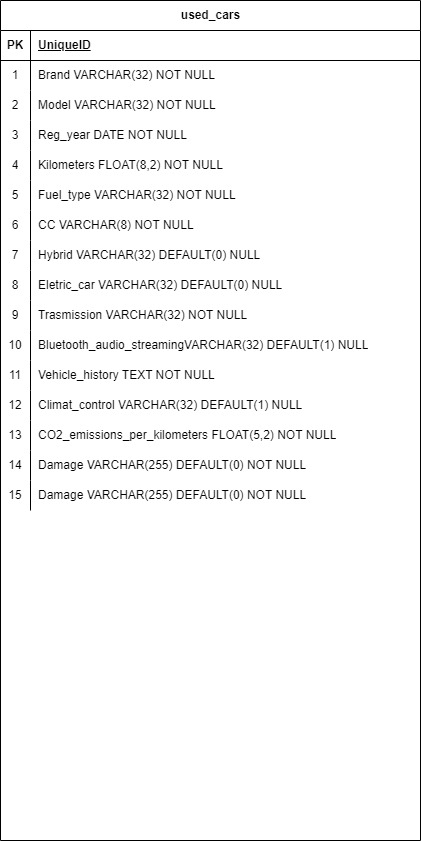 used_cars
PK UniqueID
1 Brand VARCHAR(32) NOT NULL
2 Model VARCHAR(32) NOT NULL
3 Reg_year DATE NOT NULL
4 Kilometers FLOAT(8,2) NOT NULL
5 Fuel_type VARCHAR(32) NOT NULL
6 CC VARCHAR(8) NOT NULL
7 Hybrid VARCHAR(32) DEFAULT(0) NULL
8 Eletric_car VARCHAR(32) DEFAULT(0) NULL
9 Trasmission VARCHAR(32) NOT NULL
10 Bluetooth_audio_streamingVARCHAR(32) DEFAULT(1) NULL
11 Vehicle_history TEXT NOT NULL
12 Climat_control VARCHAR(32) DEFAULT(1) NULL
13 CO2_emissions_per_kilometers FLOAT(5,2) NOT NULL
14 Damage VARCHAR(255) DEFAULT(0) NOT NULL
15 Damage VARCHAR(255) DEFAULT(0) NOT NULL